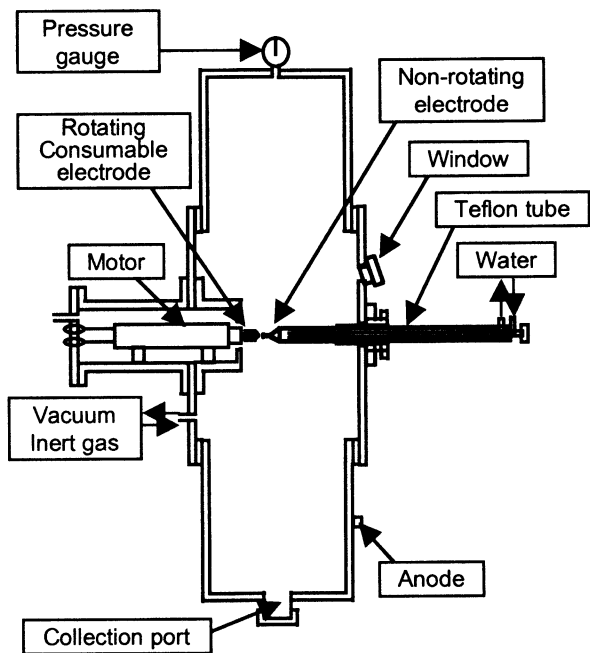 Pressure
gauge
Non-rotating
electrode
Rotating
Consumable
electrode
Window
Teflon tube
Motor
Water
Vacuum
Inert gas
Anode
Collection port